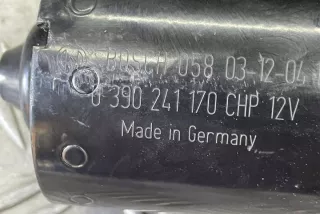 BOSCH 058 03-12-04
0 390 241 170 CHP 12V
Made in Germany